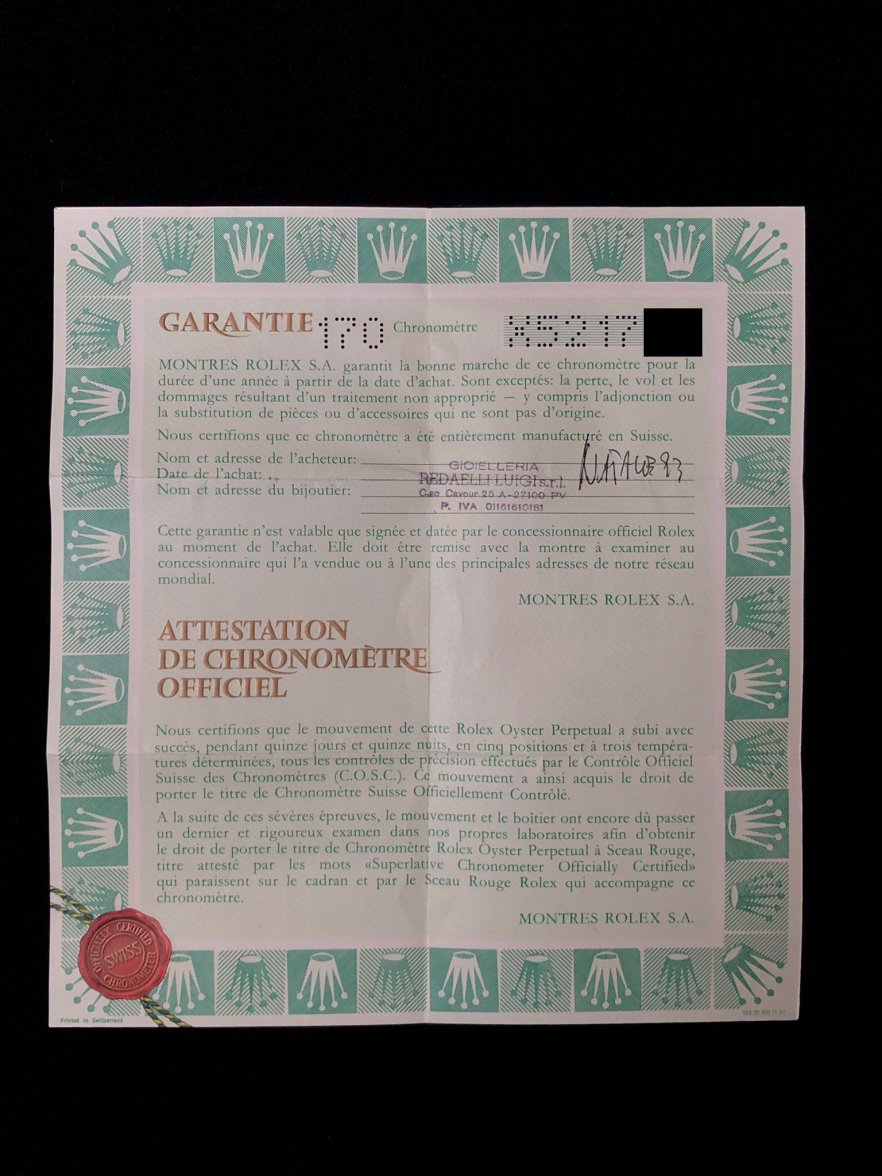 GARANTIE 170 Chronomètre X5217
MONTRES ROLEX S.A. garantit la bonne marche de ce chronomètre pour la
durée d'une année à partir de la date d'achat. Sont exceptés: la perte, le vol et les
dommages résultant d'un traitement non approprié — y compris l'adjonction ou
la substitution de pièces ou d'accessoires qui ne sont pas d'origine.
Nous certifions que ce chronomètre a été entièrement manufacturé en Suisse.
Nom et adresse de l'acheteur:
Date de l'achat:
Nom et adresse du bijoutier:
GIOIELLERIA
REDAELLI LUIGI s.r.l.
C.so Cavour 25 A-27100 PV
P. IVA 01161610181
NATALE 93
Cette garantie n'est valable que signée et datée par le concessionnaire officiel Rolex
au moment de l'achat. Elle doit être remise avec la montre à examiner au
concessionnaire qui l'a vendue ou à l'une des principales adresses de notre réseau
mondial.
MONTRES ROLEX S.A.
ATTESTATION
DE CHRONOMÈTRE
OFFICIEL
Nous certifions que le mouvement de cette Rolex Oyster Perpetual a subi avec
succès, pendant quinze jours et quinze nuits, en cinq positions et à trois tempéra-
tures déterminées, tous les contrôles de précision effectués par le Contrôle Officiel
Suisse des Chronomètres (C.O.S.C.). Ce mouvement a ainsi acquis le droit de
porter le titre de Chronomètre Suisse Officiellement Contrôlé.
A la suite de ces sévères épreuves, le mouvement et le boîtier ont encore dû passer
un dernier et rigoureux examen dans nos propres laboratoires afin d'obtenir
le droit de porter le titre de Chronomètre Rolex Oyster Perpetual à Sceau Rouge,
titre attesté par les mots «Superlative Chronometer Officially Certified»
qui paraissent sur le cadran et par le Sceau Rouge Rolex qui accompagne ce
chronomètre.
MONTRES ROLEX S.A.
OFFICIALLY CERTIFIED
SWISS
CHRONOMETER
Printed in Switzerland